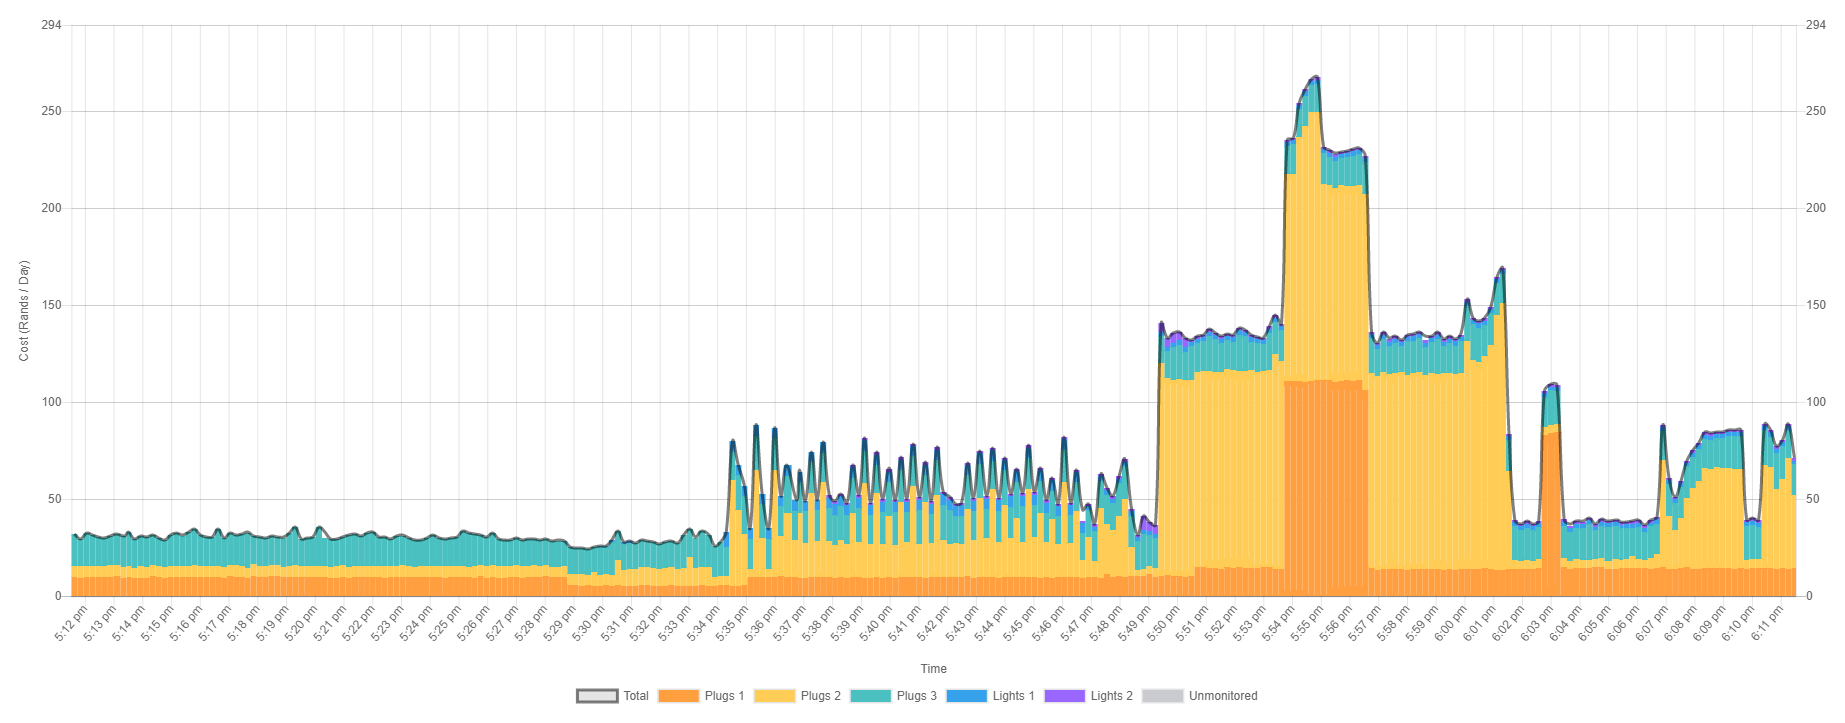 294 294
250 250
200 200
150 150
100 100
50 50
0 0
Cost (Rands / Day)
5:12 pm 5:13 pm 5:14 pm 5:15 pm 5:16 pm 5:17 pm 5:18 pm 5:19 pm 5:20 pm 5:21 pm 5:22 pm 5:23 pm 5:24 pm 5:25 pm 5:26 pm 5:27 pm 5:28 pm 5:29 pm 5:30 pm 5:31 pm 5:32 pm 5:33 pm 5:34 pm 5:35 pm 5:36 pm 5:37 pm 5:38 pm 5:39 pm 5:40 pm 5:41 pm 5:42 pm 5:43 pm 5:44 pm 5:45 pm 5:46 pm 5:47 pm 5:48 pm 5:49 pm 5:50 pm 5:51 pm 5:52 pm 5:53 pm 5:54 pm 5:55 pm 5:56 pm 5:57 pm 5:58 pm 5:59 pm 6:00 pm 6:01 pm 6:02 pm 6:03 pm 6:04 pm 6:05 pm 6:06 pm 6:07 pm 6:08 pm 6:09 pm 6:10 pm 6:11 pm
Time
Total Plugs 1 Plugs 2 Plugs 3 Lights 1 Lights 2 Unmonitored